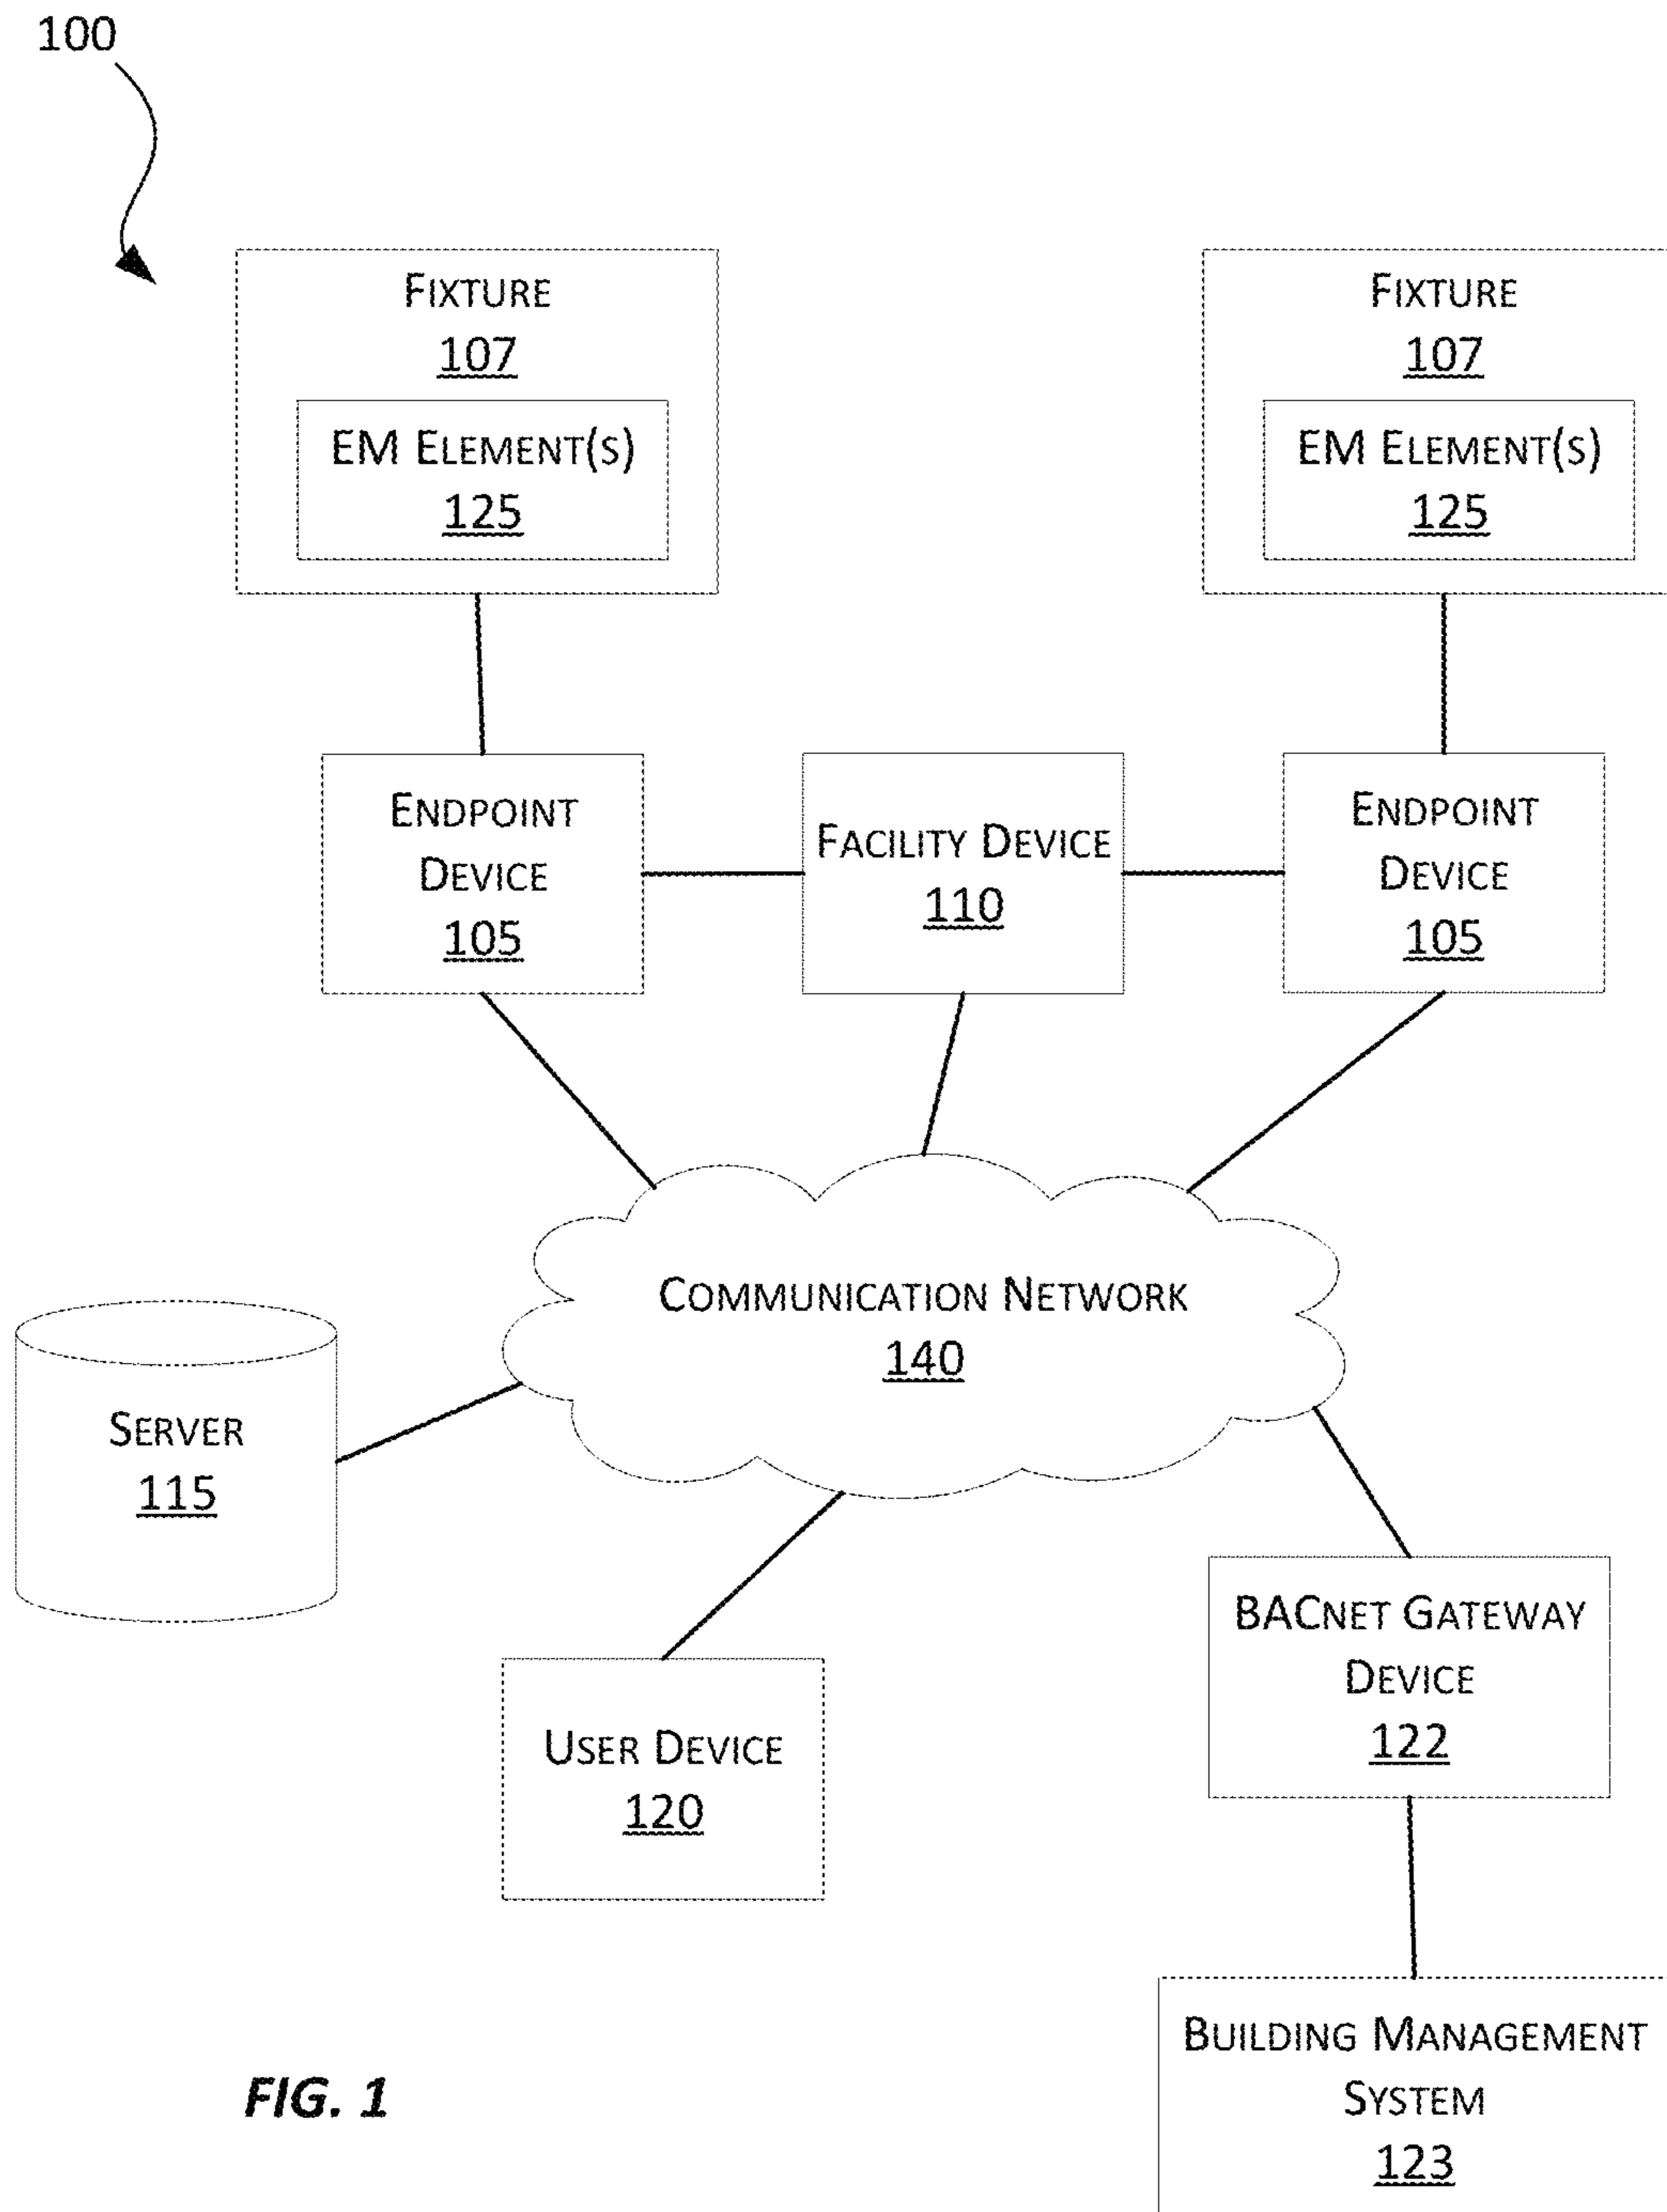 100
FIXTURE
107
EM ELEMENT(S)
125
FIXTURE
107
EM ELEMENT(S)
125
ENDPOINT
DEVICE
105
FACILITY DEVICE
110
ENDPOINT
DEVICE
105
COMMUNICATION NETWORK
140
SERVER
115
USER DEVICE
120
BACNET GATEWAY
DEVICE
122
BUILDING MANAGEMENT
SYSTEM
123
FIG. 1